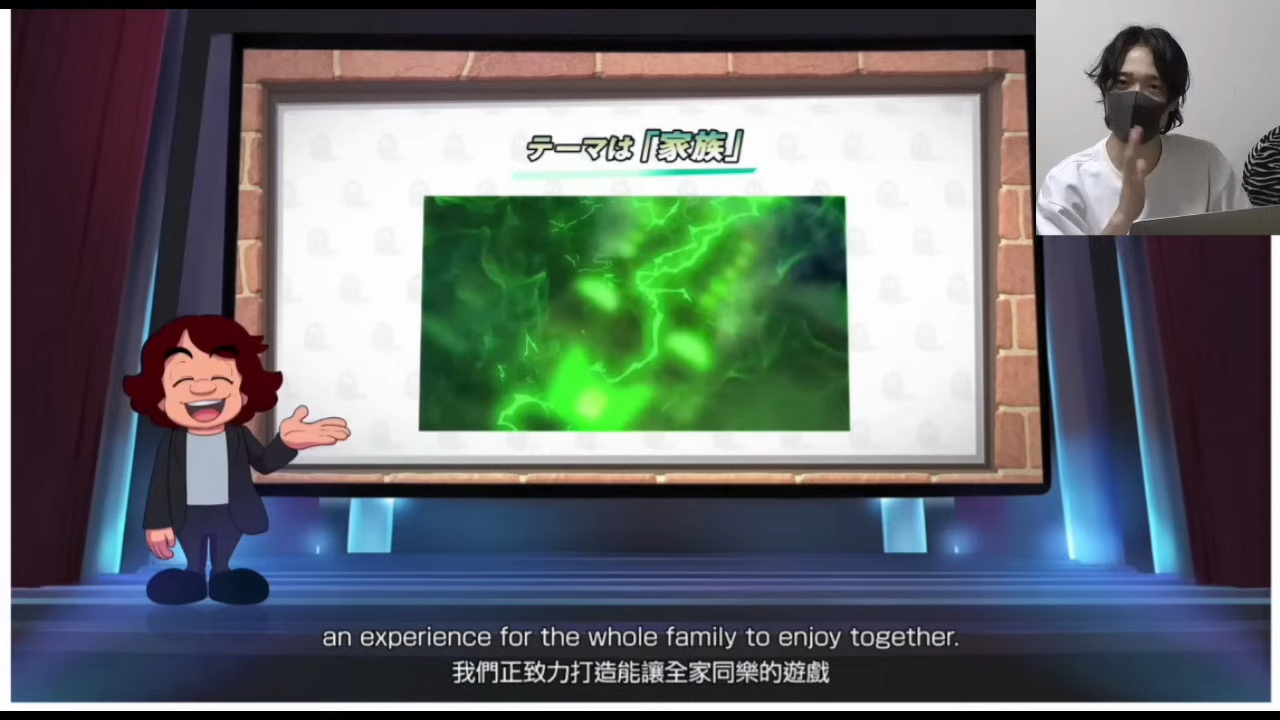 テーマは「家族」
an experience for the whole family to enjoy together.
我們正致力打造能讓全家同樂的遊戲